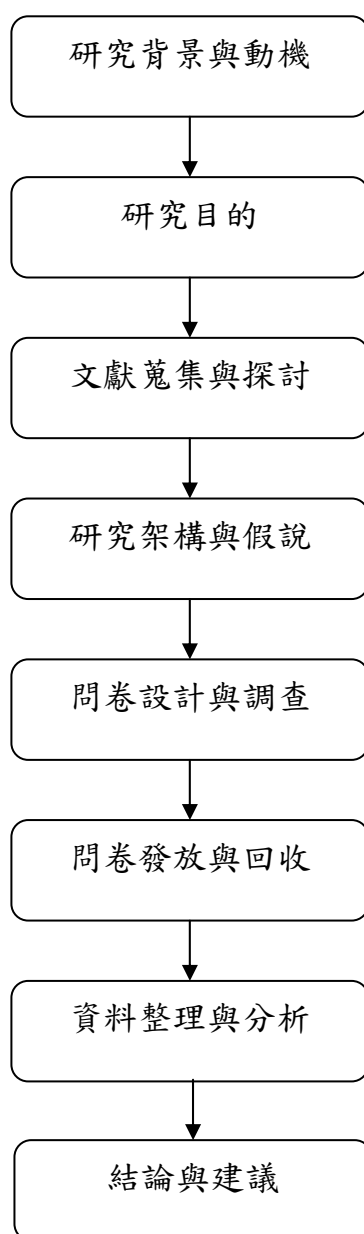 研究背景與動機
研究目的
文獻蒐集與探討
研究架構與假說
問卷設計與調查
問卷發放與回收
資料整理與分析
結論與建議